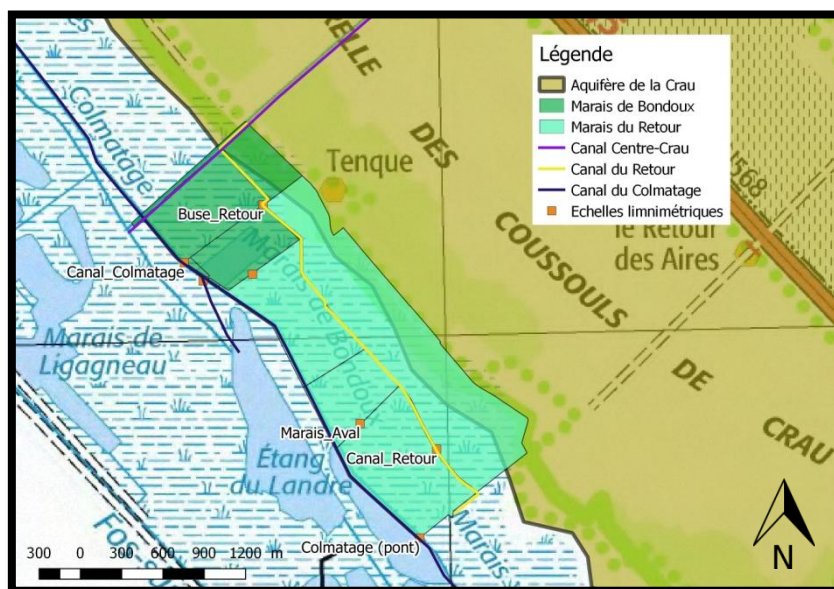 Légende
Aquifère de la Crau
Marais de Bondoux
Marais du Retour
Canal Centre-Crau
Canal du Retour
Canal du Colmatage
Echelles limnimétriques
Colmatage
DES
COUSSOULS
DE
CRAU
Tenque
le Retour
des Aires
Buse_Retour
Canal_Colmatage
Marais de Bondoux
Marais de
Ligagneau
Marais_Aval
Canal_Retour
Étang
du Landre
Marais
Colmatage (pont)
300 0 300 600 900 1200 m
N